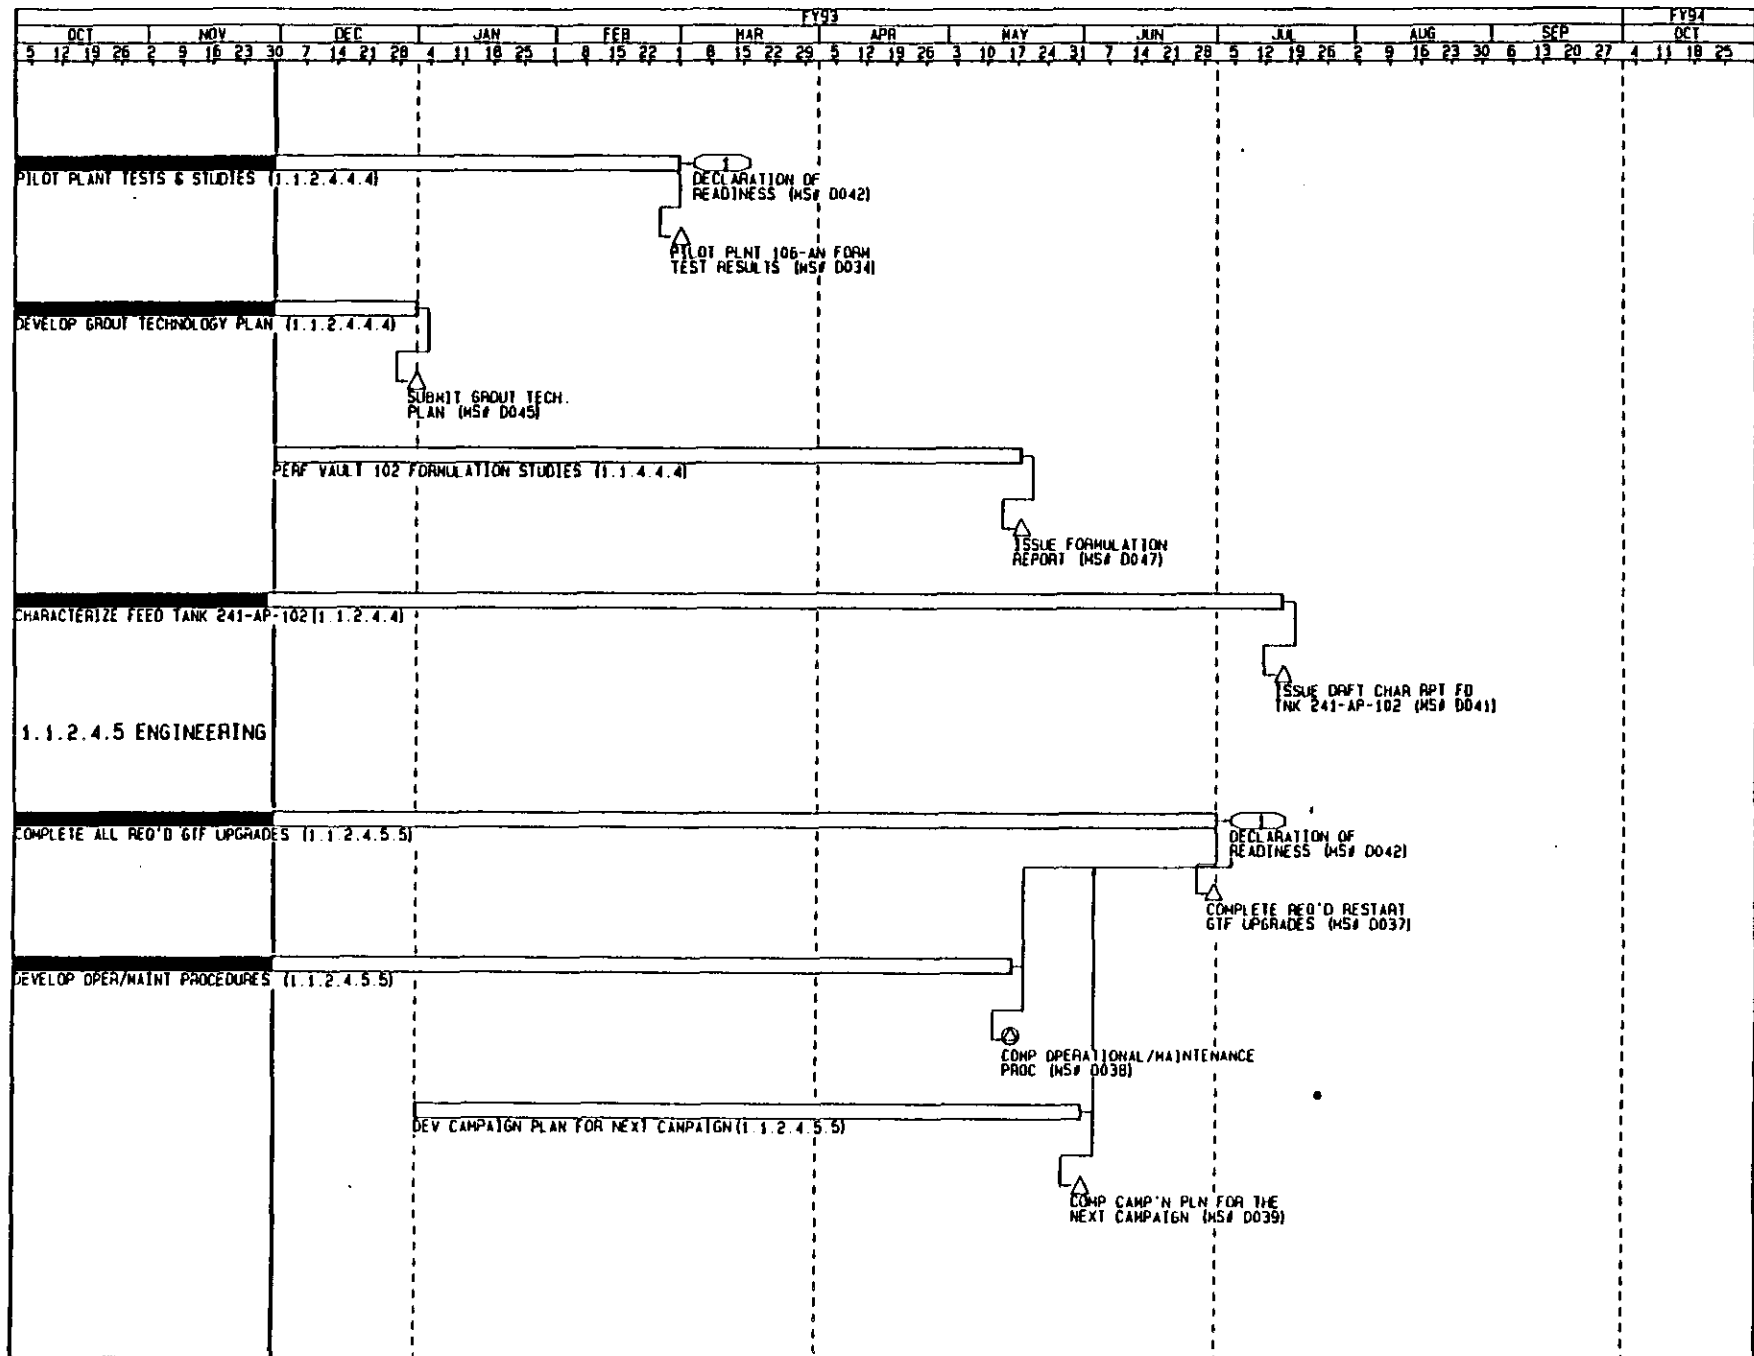 FY93 FY94
OCT NOV DEC JAN FEB MAR APR MAY JUN JUL AUG SEP OCT
5 12 19 26 2 9 16 23 30 7 14 21 28 4 11 18 25 1 8 15 22 1 8 15 22 29 5 12 19 26 3 10 17 24 31 7 14 21 28 5 12 19 26 2 9 16 23 30 6 13 20 27 4 11 18 25
1
PILOT PLANT TESTS & STUDIES (1.1.2.4.4.4)
DECLARATION OF
READINESS (MS# D042)
PILOT PLNT 106-AN FORM
TEST RESULTS (MS# D034)
DEVELOP GROUT TECHNOLOGY PLAN (1.1.2.4.4.4)
SUBMIT GROUT TECH.
PLAN (MS# D045)
PERF VAULT 102 FORMULATION STUDIES (1.1.4.4.4)
ISSUE FORMULATION
REPORT (MS# D047)
CHARACTERIZE FEED TANK 241-AP-102(1.1.2.4.4)
ISSUE DRFT CHAR RPT FD
TNK 241-AP-102 (MS# D041)
1.1.2.4.5 ENGINEERING
1
COMPLETE ALL REQ'D GTF UPGRADES (1.1.2.4.5.5)
DECLARATION OF
READINESS (MS# D042)
COMPLETE REQ'D RESTART
GTF UPGRADES (MS# D037)
DEVELOP OPER/MAINT PROCEDURES (1.1.2.4.5.5)
COMP OPERATIONAL/MAINTENANCE
PROC (MS# D038)
DEV CAMPAIGN PLAN FOR NEXT CAMPAIGN(1.1.2.4.5.5)
COMP CAMP'N PLN FOR THE
NEXT CAMPAIGN (MS# D039)